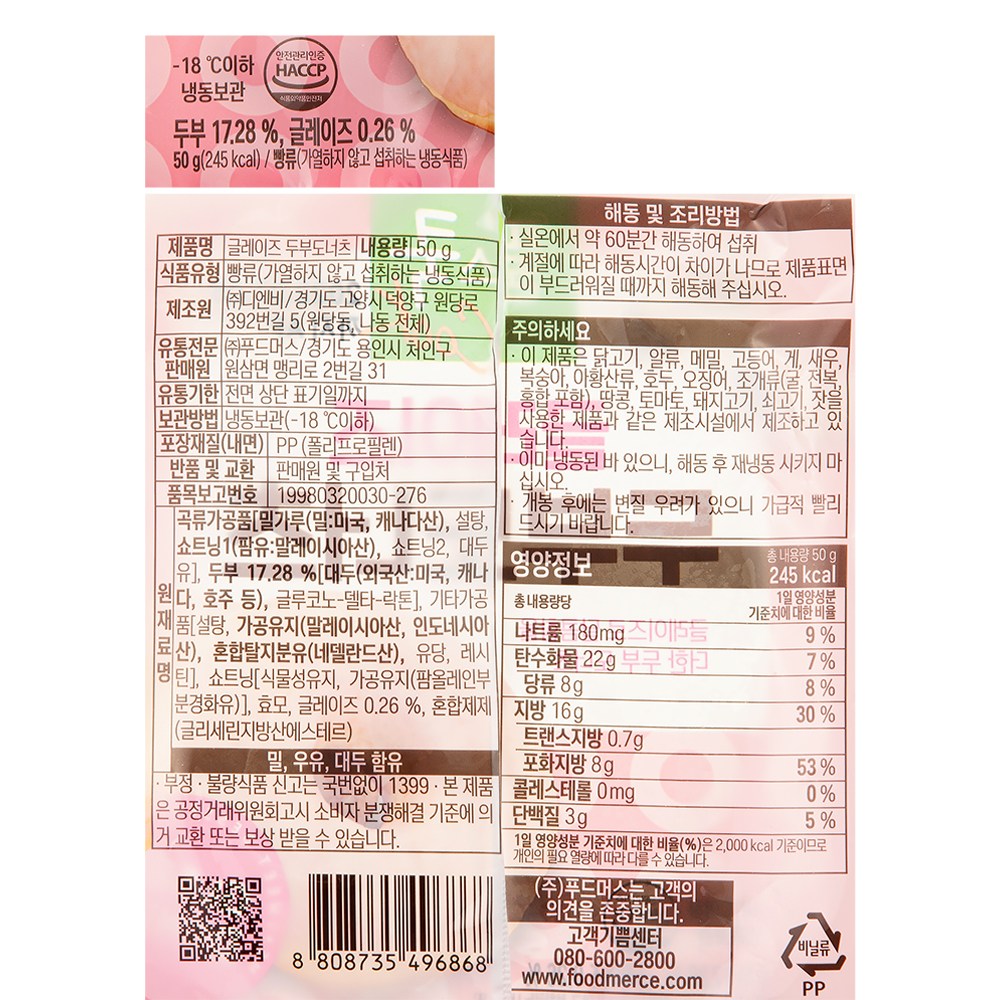 -18 ℃이하
냉동보관
안전관리인증
HACCP
식품의약품안전처
두부 17.28 %, 글레이즈 0.26 %
50 g(245 kcal) / 빵류(가열하지 않고 섭취하는 냉동식품)
제품명 글레이즈 두부도너츠 내용량 50 g
식품유형 빵류(가열하지 않고 섭취하는 냉동식품)
제조원 ㈜디엔비/경기도 고양시 덕양구 원당로
392번길 5(원당동, 나동 전체)
유통전문판매원 ㈜푸드머스/경기도 용인시 처인구
원삼면 맹리로 2번길 31
유통기한 전면 상단 표기일까지
보관방법 냉동보관(-18 ℃이하)
포장재질(내면) PP (폴리프로필렌)
반품 및 교환 판매원 및 구입처
품목보고번호 19980320030-276
원재료명
곡류가공품[밀가루(밀:미국, 캐나다산), 설탕,
쇼트닝1(팜유:말레이시아산), 쇼트닝2, 대두
유], 두부 17.28 %[대두(외국산:미국, 캐나
다, 호주 등), 글루코노-델타-락톤], 기타가공
품[설탕, 가공유지(말레이시아산, 인도네시아
산), 혼합탈지분유(네델란드산), 유당, 레시
틴], 쇼트닝[식물성유지, 가공유지(팜올레인부
분경화유)], 효모, 글레이즈 0.26 %, 혼합제제
(글리세린지방산에스테르)
밀, 우유, 대두 함유
· 부정 · 불량식품 신고는 국번없이 1399 · 본 제품
은 공정거래위원회고시 소비자 분쟁해결 기준에 의
거 교환 또는 보상 받을 수 있습니다.
8 808735 496868
해동 및 조리방법
· 실온에서 약 60분간 해동하여 섭취
· 계절에 따라 해동시간이 차이가 나므로 제품표면
이 부드러워질 때까지 해동해 주십시오.
주의하세요
· 이 제품은 닭고기, 알류, 메밀, 고등어, 게, 새우,
복숭아, 아황산류, 호두, 오징어, 조개류(굴, 전복,
홍합 포함), 땅콩, 토마토, 돼지고기, 쇠고기, 잣을
사용한 제품과 같은 제조시설에서 제조하고 있
습니다.
· 이미 냉동된 바 있으니, 해동 후 재냉동 시키지 마
십시오.
· 개봉 후에는 변질 우려가 있으니 가급적 빨리
드시기 바랍니다.
영양정보 총 내용량 50 g
245 kcal
총 내용량당 1일 영양성분
기준치에 대한 비율
나트륨 180mg 9 %
탄수화물 22g 7 %
당류 8g 8 %
지방 16g 30 %
트랜스지방 0.7g
포화지방 8g 53 %
콜레스테롤 0mg 0 %
단백질 3g 5 %
1일 영양성분 기준치에 대한 비율(%)은 2,000 kcal 기준이므로
개인의 필요 열량에 따라 다를 수 있습니다.
(주)푸드머스는 고객의
의견을 존중합니다.
고객기쁨센터
080-600-2800
www.foodmerce.com
비닐류
PP